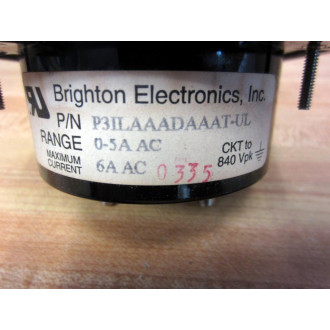 Brighton Electronics, Inc.
P/N P3ILAAADAAAT-UL
RANGE 0-5A AC
MAXIMUM CURRENT 6A AC 0335
CKT to 840 Vpk